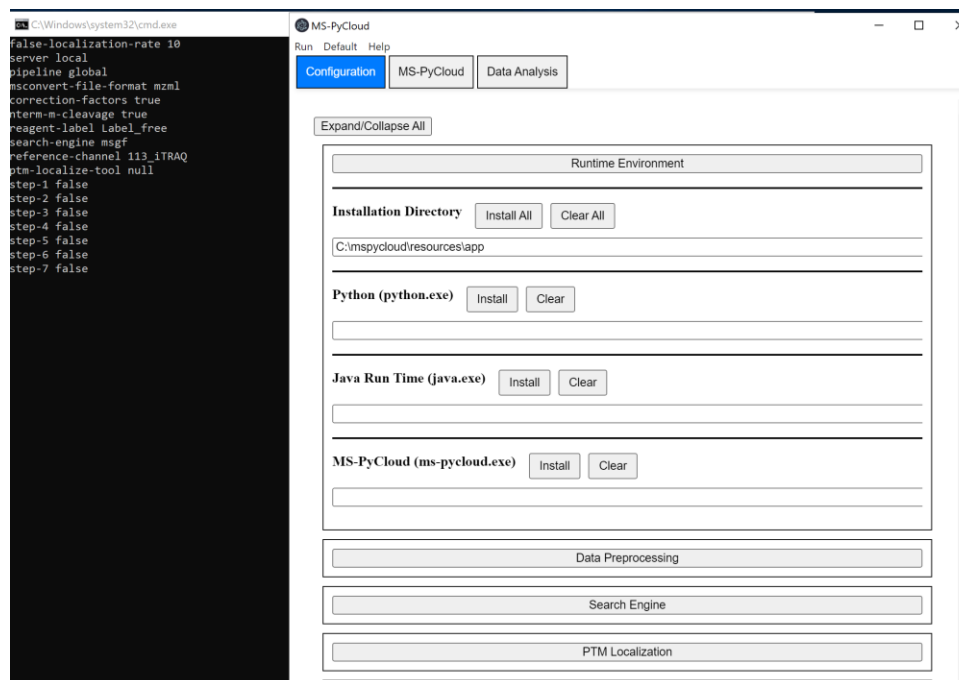 C:\Windows\system32\cmd.exe
false-localization-rate 10
server local
pipeline global
msconvert-file-format mzml
correction-factors true
nterm-m-cleavage true
reagent-label Label_free
search-engine msgf
reference-channel 113_iTRAQ
ptm-localize-tool null
step-1 false
step-2 false
step-3 false
step-4 false
step-5 false
step-6 false
step-7 false
MS-PyCloud
Run Default Help
Configuration MS-PyCloud Data Analysis
Expand/Collapse All
Runtime Environment
Installation Directory Install All Clear All
C:\mspycloud\resources\app
Python (python.exe) Install Clear
Java Run Time (java.exe) Install Clear
MS-PyCloud (ms-pycloud.exe) Install Clear
Data Preprocessing
Search Engine
PTM Localization